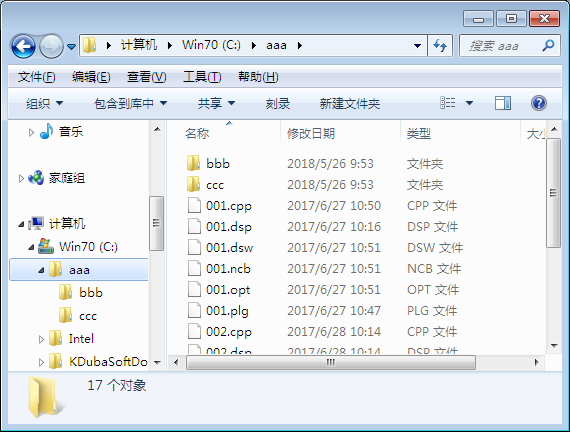 计算机 Win70 (C:) aaa 搜索 aaa
文件(F) 编辑(E) 查看(V) 工具(T) 帮助(H)
组织 包含到库中 共享 刻录 新建文件夹
音乐
家庭组
计算机
Win70 (C:)
aaa
bbb
ccc
Intel
KDubaSoftDo
名称 修改日期 类型 大小
bbb 2018/5/26 9:53 文件夹
ccc 2018/5/26 9:53 文件夹
001.cpp 2017/6/27 10:50 CPP 文件
001.dsp 2017/6/27 10:16 DSP 文件
001.dsw 2017/6/27 10:51 DSW 文件
001.ncb 2017/6/27 10:51 NCB 文件
001.opt 2017/6/27 10:51 OPT 文件
001.plg 2017/6/27 10:47 PLG 文件
002.cpp 2017/6/28 10:14 CPP 文件
002.dsp 2017/6/28 10:14 DSP 文件
17 个对象